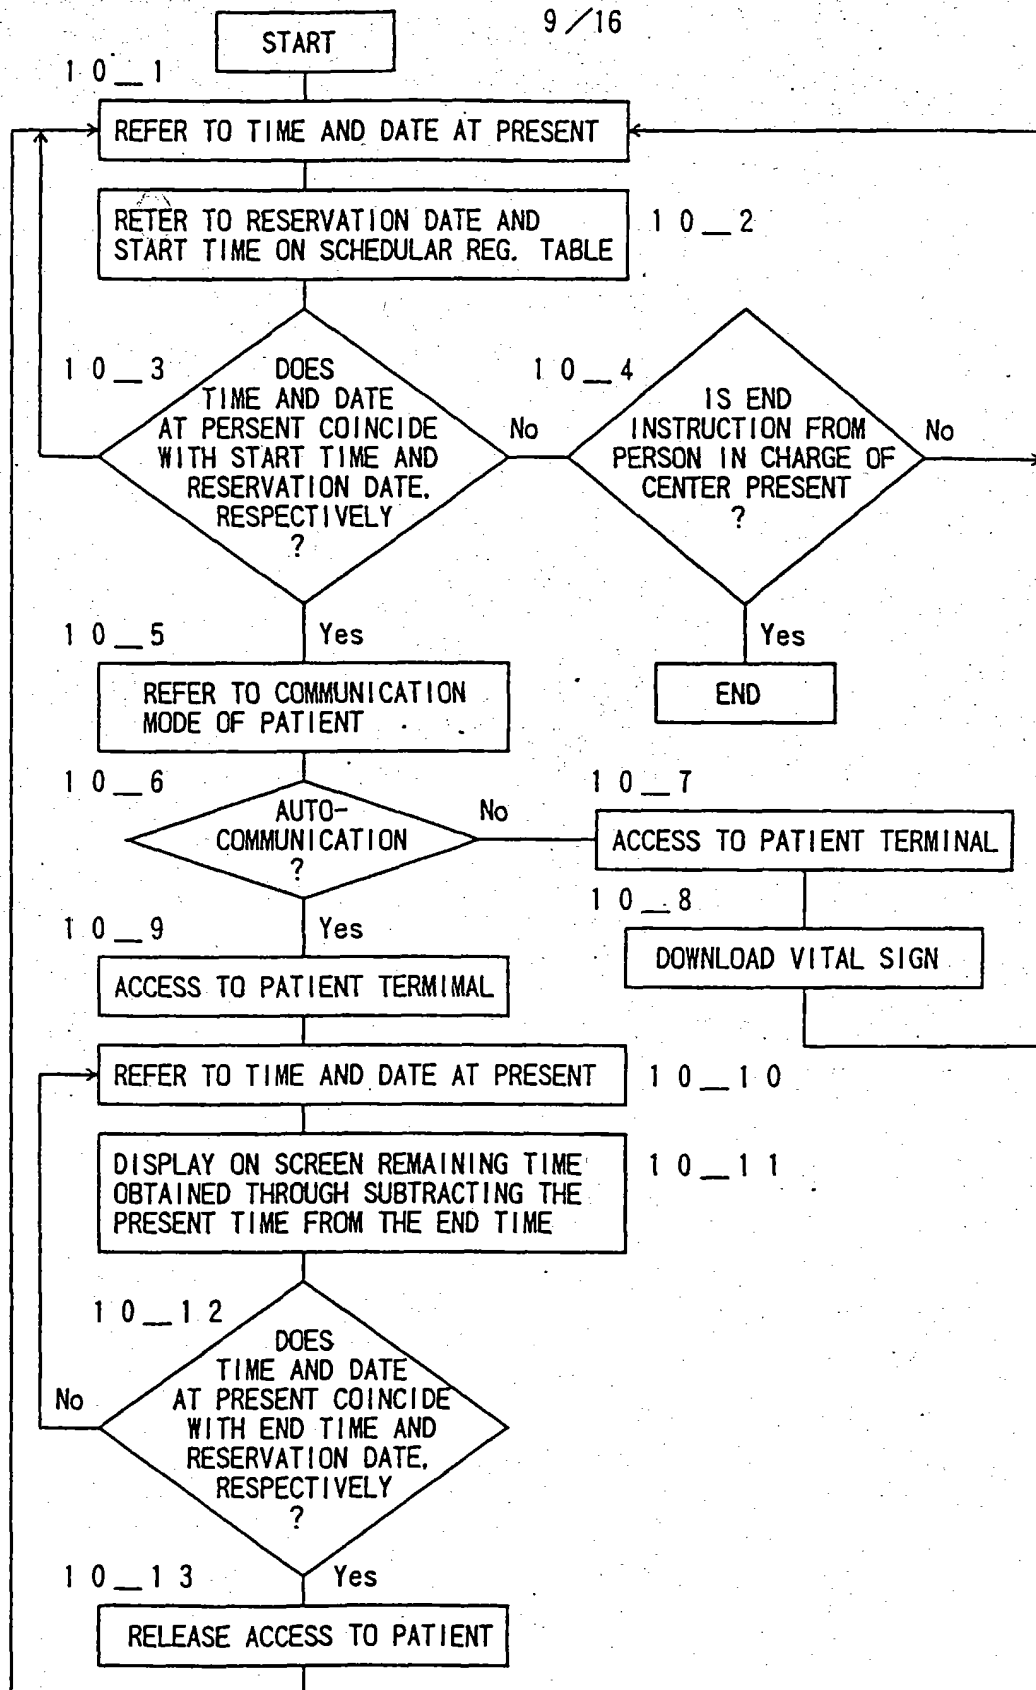 9/16
START
10_1
REFER TO TIME AND DATE AT PRESENT
RETER TO RESERVATION DATE AND
START TIME ON SCHEDULAR REG. TABLE
10_2
10_3
DOES
TIME AND DATE
AT PERSENT COINCIDE
WITH START TIME AND
RESERVATION DATE,
RESPECTIVELY
?
No
10_4
IS END
INSTRUCTION FROM
PERSON IN CHARGE OF
CENTER PRESENT
?
No
Yes
END
10_5
Yes
REFER TO COMMUNICATION
MODE OF PATIENT
10_6
AUTO-
COMMUNICATION
?
No
10_7
ACCESS TO PATIENT TERMINAL
10_8
DOWNLOAD VITAL SIGN
10_9
Yes
ACCESS TO PATIENT TERMIMAL
REFER TO TIME AND DATE AT PRESENT
10_10
DISPLAY ON SCREEN REMAINING TIME
OBTAINED THROUGH SUBTRACTING THE
PRESENT TIME FROM THE END TIME
10_11
10_12
DOES
TIME AND DATE
AT PRESENT COINCIDE
WITH END TIME AND
RESERVATION DATE,
RESPECTIVELY
?
No
10_13
Yes
RELEASE ACCESS TO PATIENT